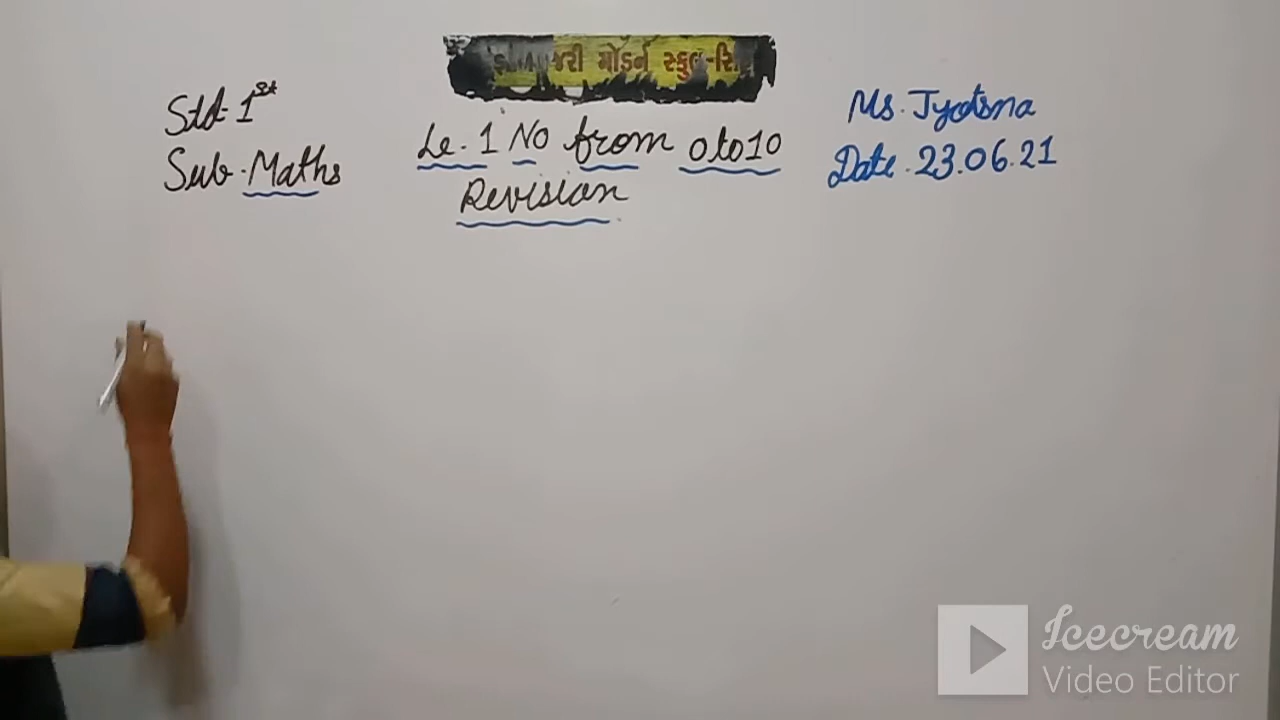 મોડર્ન સ્કુલ
Std-1st
Sub-Maths
Le. 1 No from 0 to 10
Revision
Ms. Jyotsna
Date. 23.06.21
Icecream
Video Editor